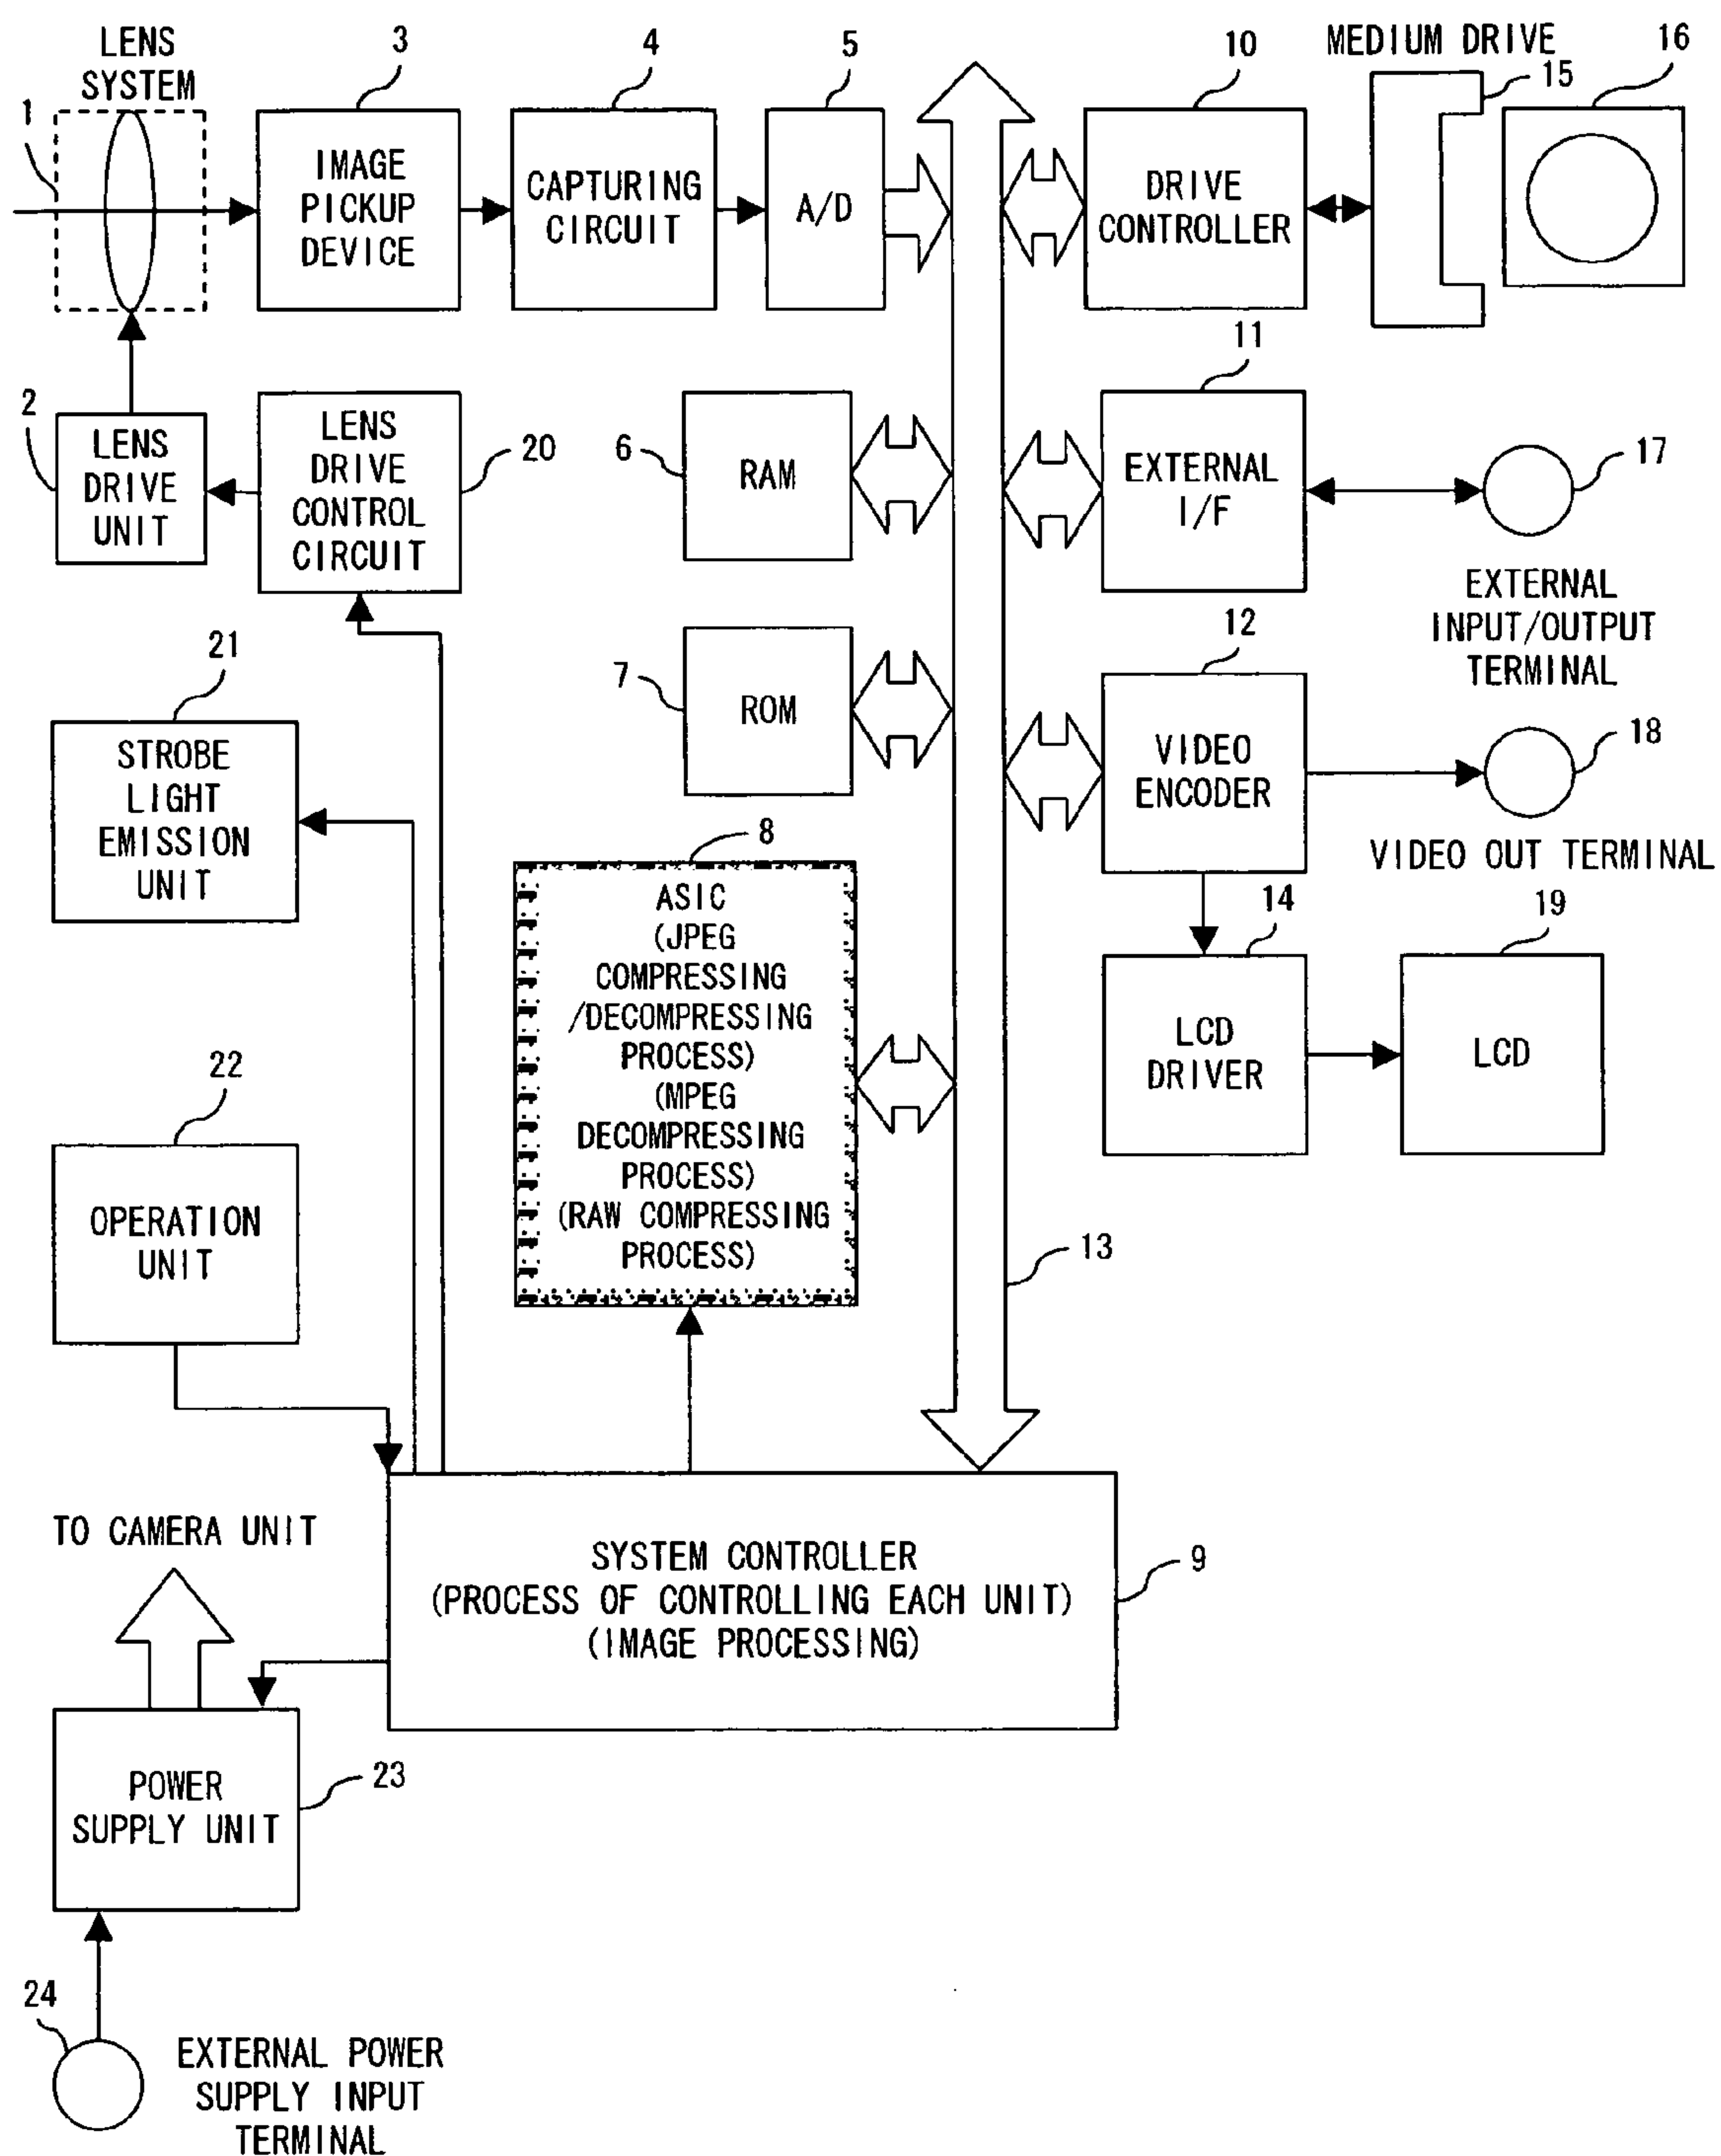 LENS
SYSTEM
1
3
IMAGE
PICKUP
DEVICE
4
CAPTURING
CIRCUIT
5
A/D
10
DRIVE
CONTROLLER
MEDIUM DRIVE
15
16
2
LENS
DRIVE
UNIT
LENS
DRIVE
CONTROL
CIRCUIT
20
6
RAM
11
EXTERNAL
I/F
17
EXTERNAL
INPUT/OUTPUT
TERMINAL
21
STROBE
LIGHT
EMISSION
UNIT
7
ROM
12
VIDEO
ENCODER
18
VIDEO OUT TERMINAL
8
ASIC
(JPEG
COMPRESSING
/DECOMPRESSING
PROCESS)
(MPEG
DECOMPRESSING
PROCESS)
(RAW COMPRESSING
PROCESS)
14
LCD
DRIVER
19
LCD
22
OPERATION
UNIT
13
TO CAMERA UNIT
SYSTEM CONTROLLER
(PROCESS OF CONTROLLING EACH UNIT)
(IMAGE PROCESSING)
9
POWER
SUPPLY UNIT
23
24
EXTERNAL POWER
SUPPLY INPUT
TERMINAL